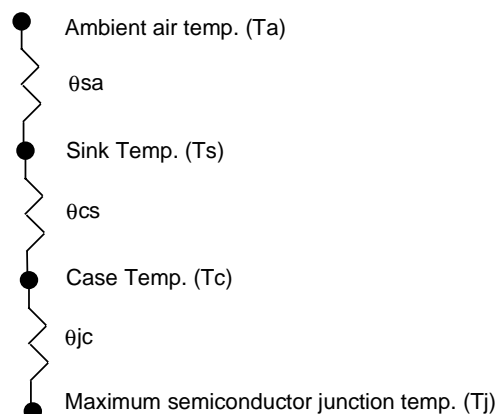 Ambient air temp. (Ta)
θsa
Sink Temp. (Ts)
θcs
Case Temp. (Tc)
θjc
Maximum semiconductor junction temp. (Tj)